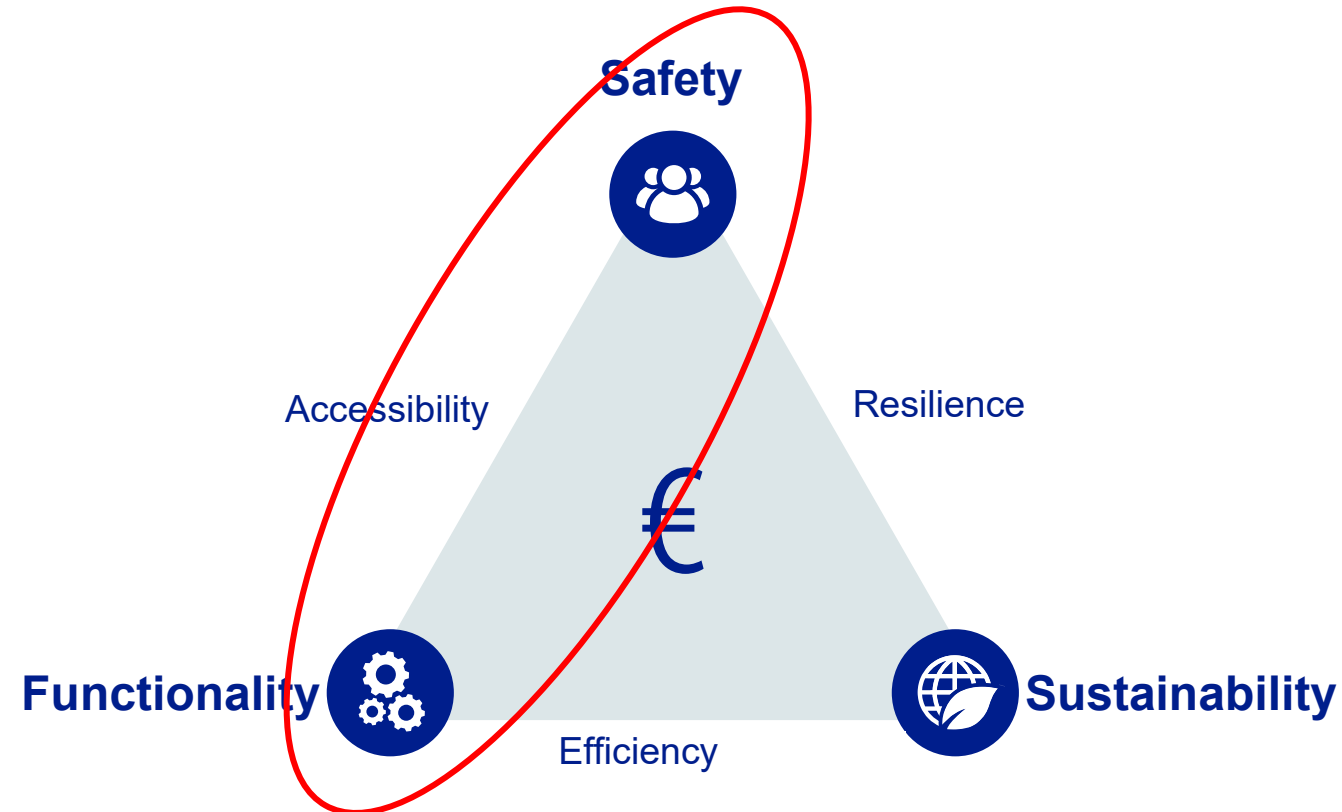 Safety
Accessibility
Resilience
€
Functionality
Sustainability
Efficiency